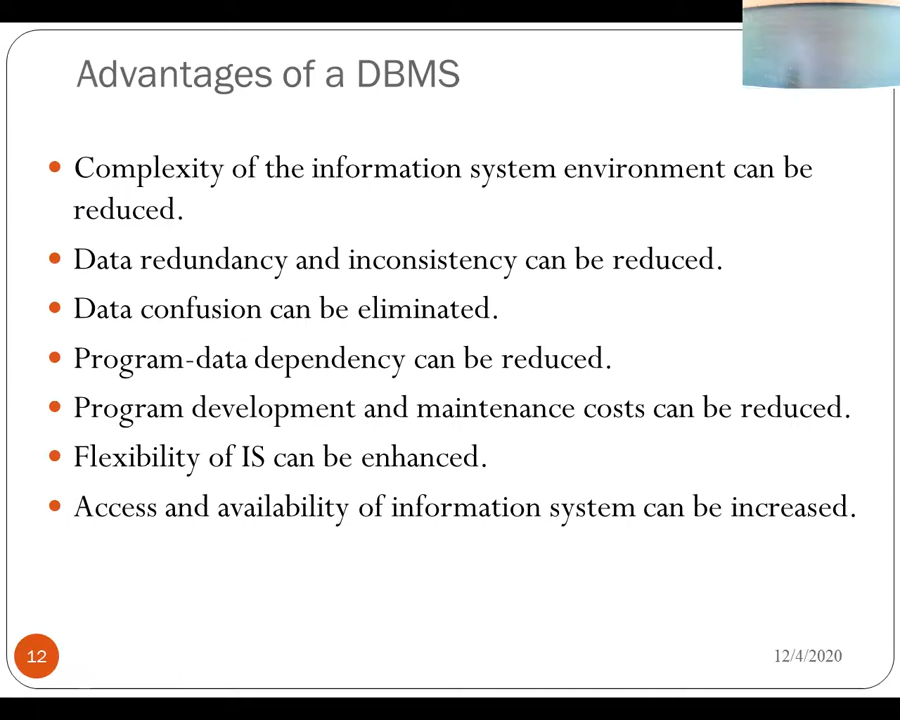 Advantages of a DBMS
Complexity of the information system environment can be
reduced.
Data redundancy and inconsistency can be reduced.
Data confusion can be eliminated.
Program-data dependency can be reduced.
Program development and maintenance costs can be reduced.
Flexibility of IS can be enhanced.
Access and availability of information system can be increased.
12
12/4/2020